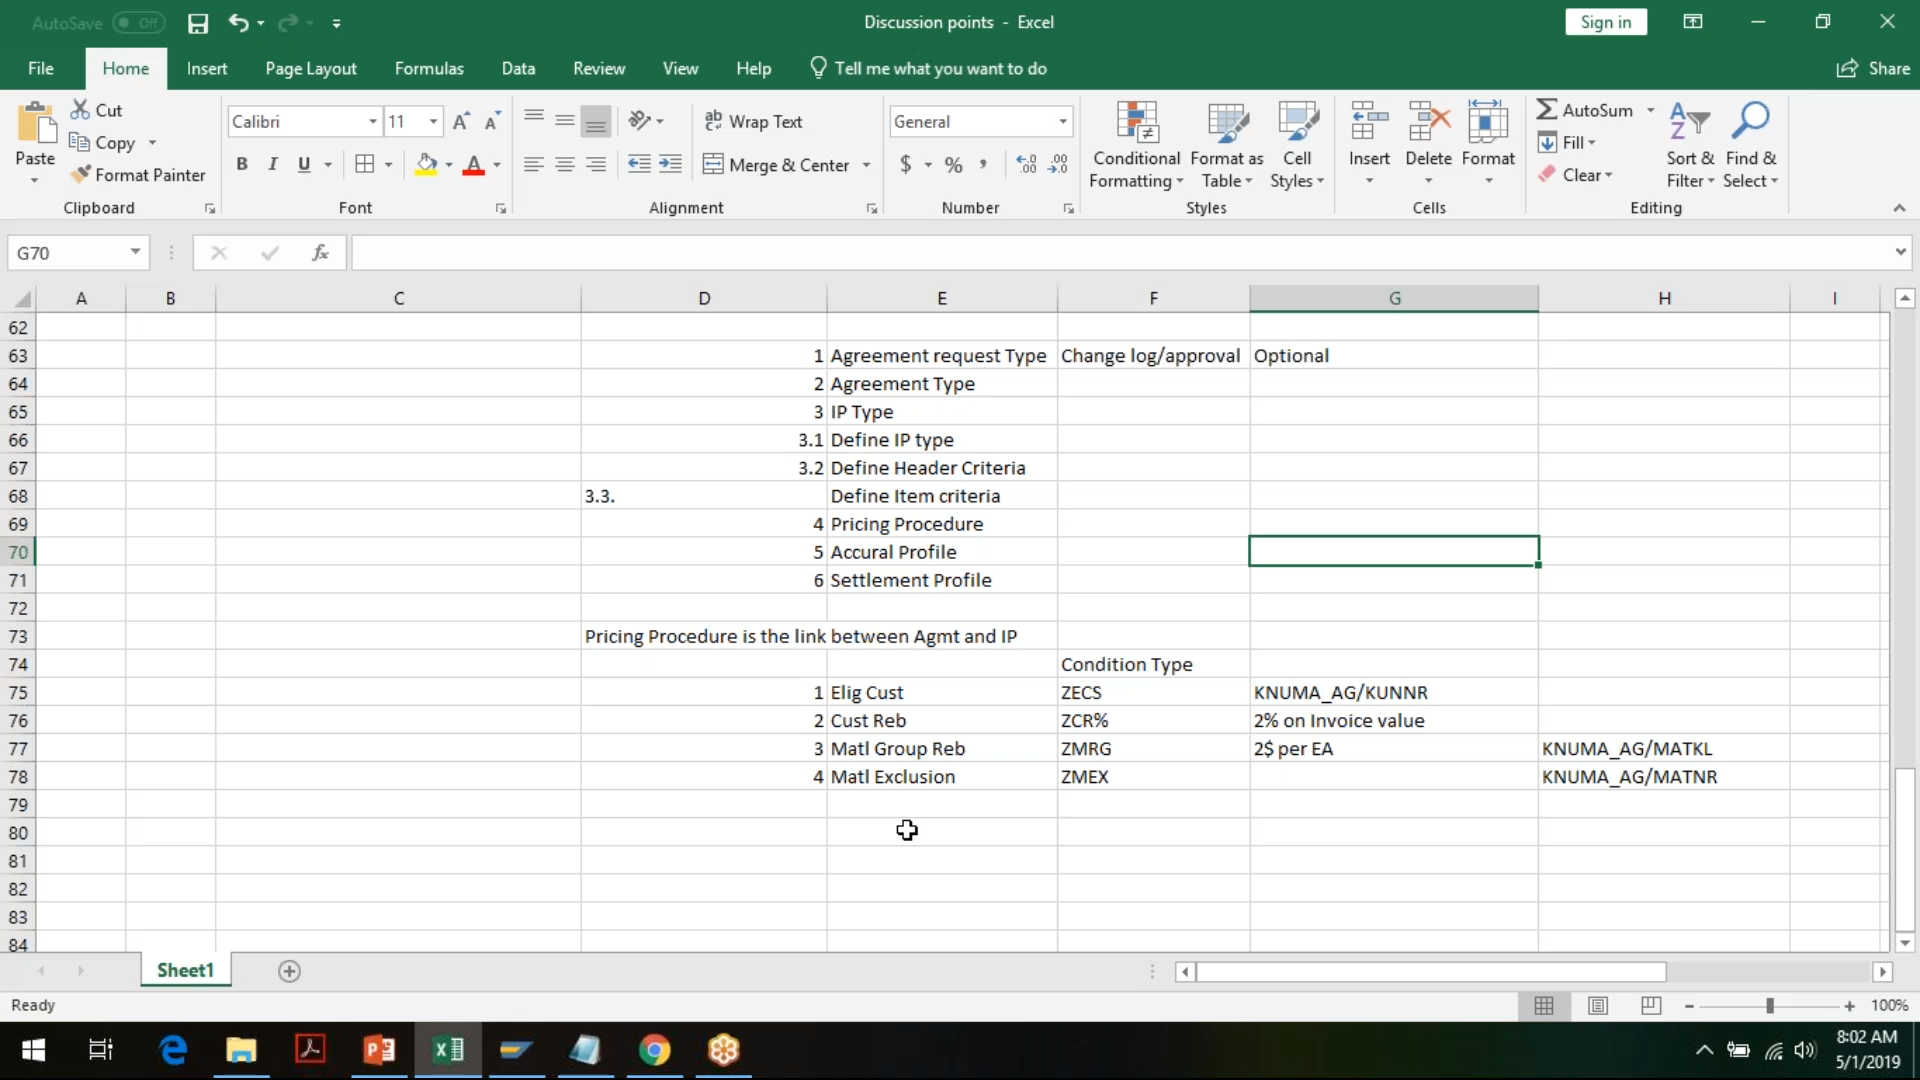 AutoSave Off
Discussion points - Excel
Sign in
File Home Insert Page Layout Formulas Data Review View Help Tell me what you want to do Share
Paste
Cut
Copy
Format Painter
Clipboard
Calibri 11
B I U
Font
Wrap Text
Merge & Center
Alignment
General
$ % ,
Number
Conditional Formatting
Format as Table
Cell Styles
Styles
Insert Delete Format
Cells
AutoSum
Fill
Clear
Sort & Filter
Find & Select
Editing
G70 fx
A B C D E F G H I
62
63 1 Agreement request Type Change log/approval Optional
64 2 Agreement Type
65 3 IP Type
66 3.1 Define IP type
67 3.2 Define Header Criteria
68 3.3. Define Item criteria
69 4 Pricing Procedure
70 5 Accural Profile
71 6 Settlement Profile
72
73 Pricing Procedure is the link between Agmt and IP
74 Condition Type
75 1 Elig Cust ZECS KNUMA_AG/KUNNR
76 2 Cust Reb ZCR% 2% on Invoice value
77 3 Matl Group Reb ZMRG 2$ per EA KNUMA_AG/MATKL
78 4 Matl Exclusion ZMEX KNUMA_AG/MATNR
79
80
81
82
83
84
Sheet1
Ready
100%
8:02 AM
5/1/2019